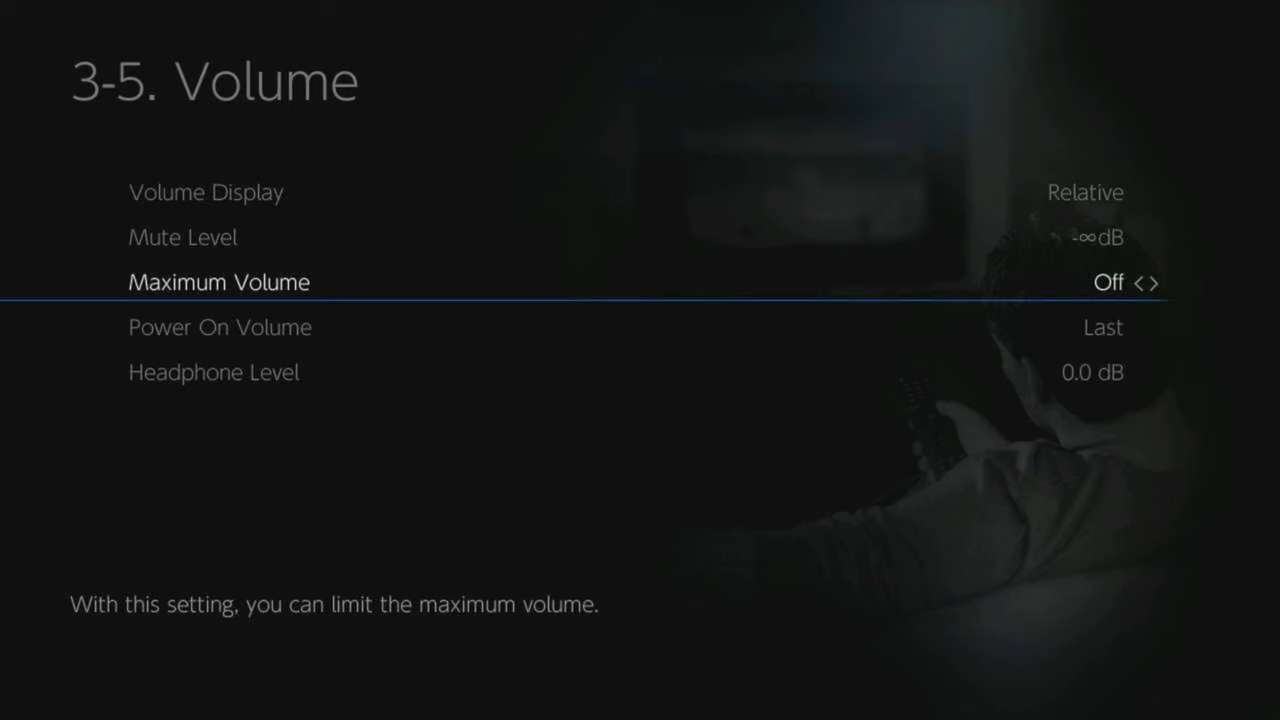 3-5. Volume
Volume Display Relative
Mute Level -∞dB
Maximum Volume Off <>
Power On Volume Last
Headphone Level 0.0 dB
With this setting, you can limit the maximum volume.